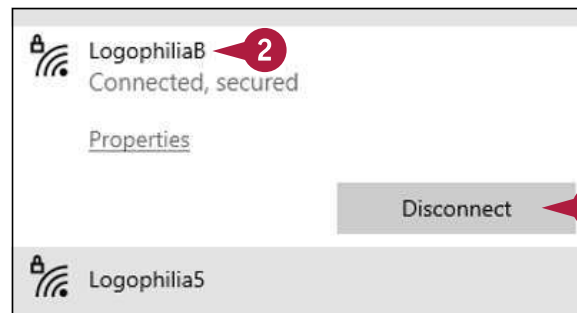 LogophiliaB 2
Connected, secured
Properties
Disconnect
Logophilia5